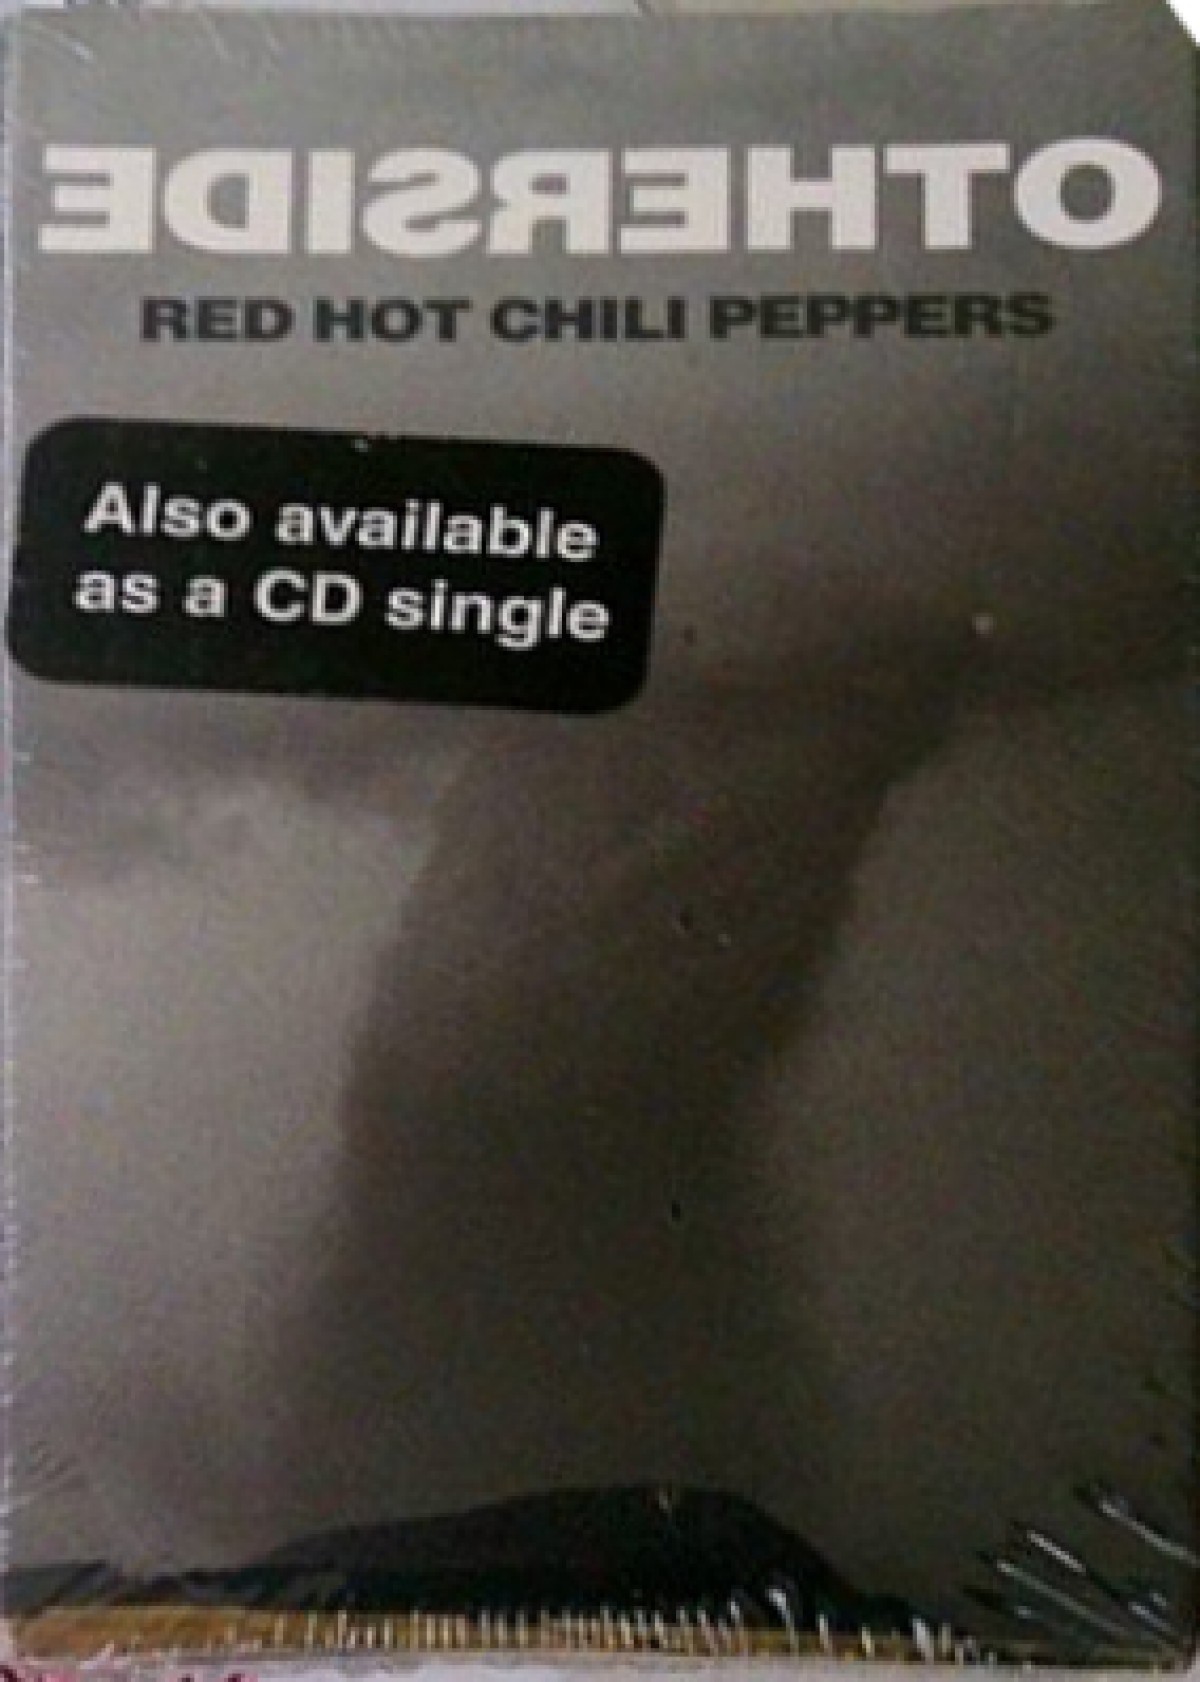 OTHERSIDE
RED HOT CHILI PEPPERS
Also available
as a CD single